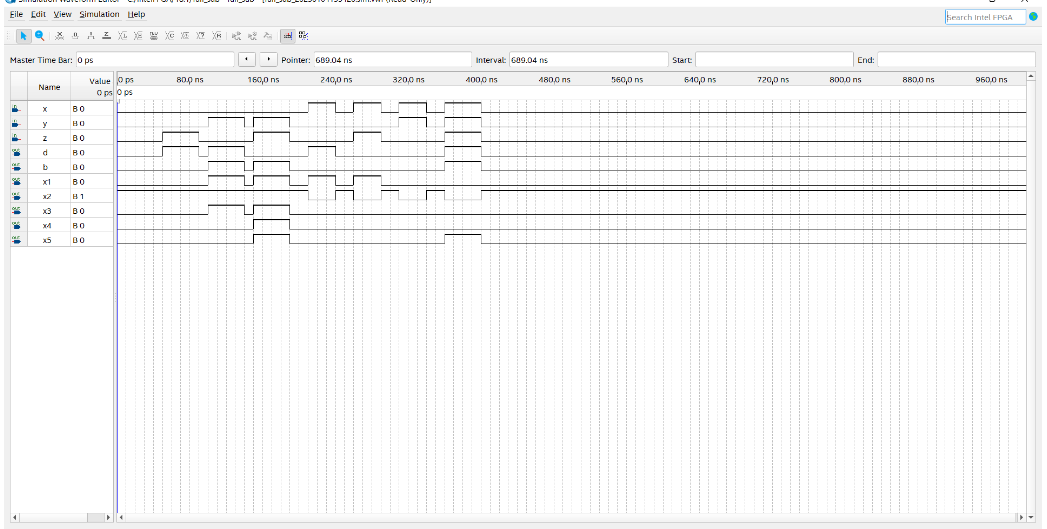 File Edit View Simulation Help
Search Intel FPGA
Master Time Bar: 0 ps Pointer: 689.04 ns Interval: 689.04 ns Start: End:
Name Value 0 ps 80.0 ns 160.0 ns 240.0 ns 320.0 ns 400.0 ns 480.0 ns 560.0 ns 640.0 ns 720.0 ns 800.0 ns 880.0 ns 960.0 ns
0 ps 0 ps
x B 0
y B 0
z B 0
d B 0
b B 0
x1 B 0
x2 B 1
x3 B 0
x4 B 0
x5 B 0